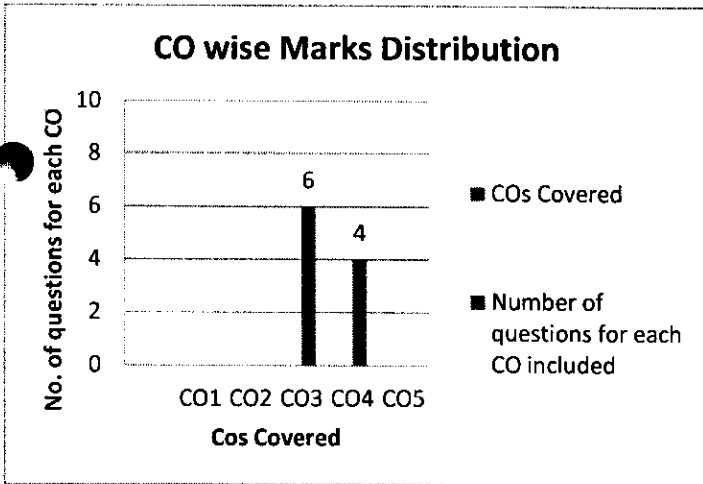 CO wise Marks Distribution
No. of questions for each CO
10
8
6
4
2
0
6
4
CO1 CO2 CO3 CO4 CO5
Cos Covered
COs Covered
Number of
questions for each
CO included